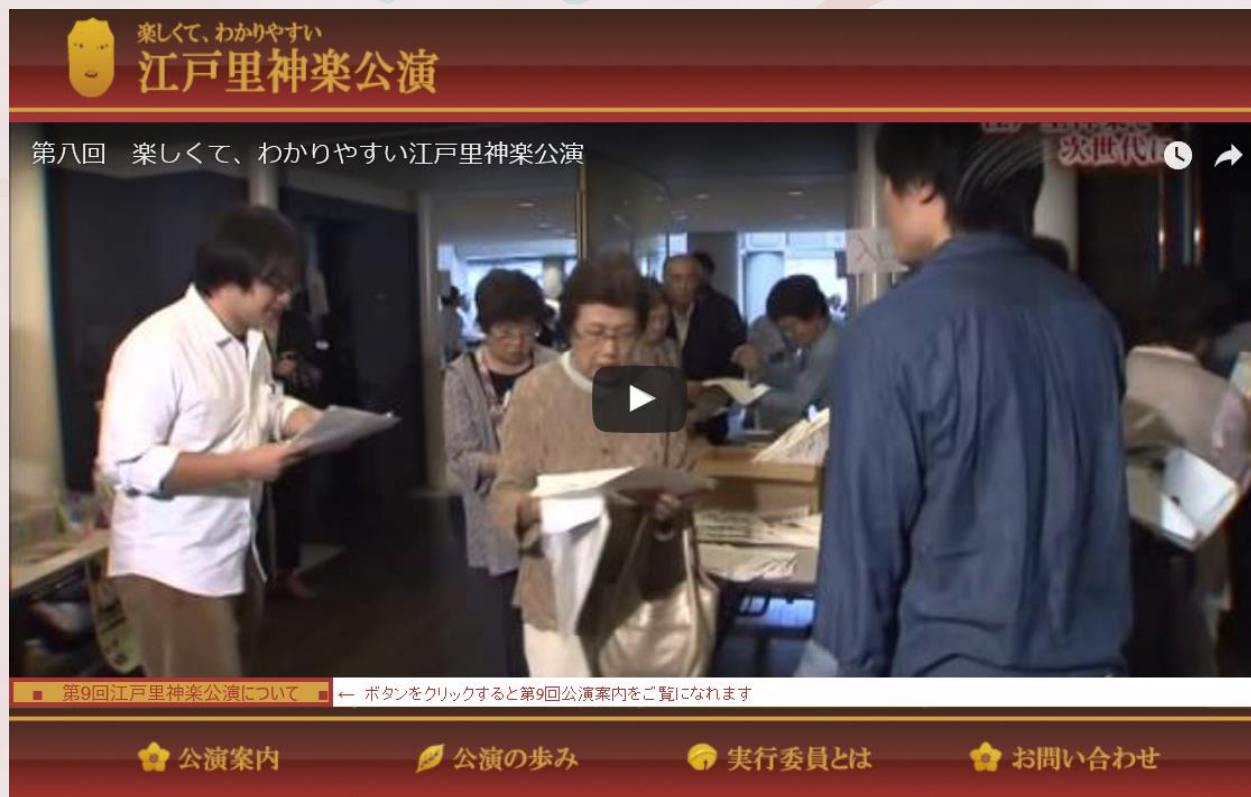 楽しくて、わかりやすい
江戸里神楽公演
第八回　楽しくて、わかりやすい江戸里神楽公演
次世代に
■　第9回江戸里神楽公演について　■
← ボタンをクリックすると第9回公演案内をご覧になれます
公演案内
公演の歩み
実行委員とは
お問い合わせ